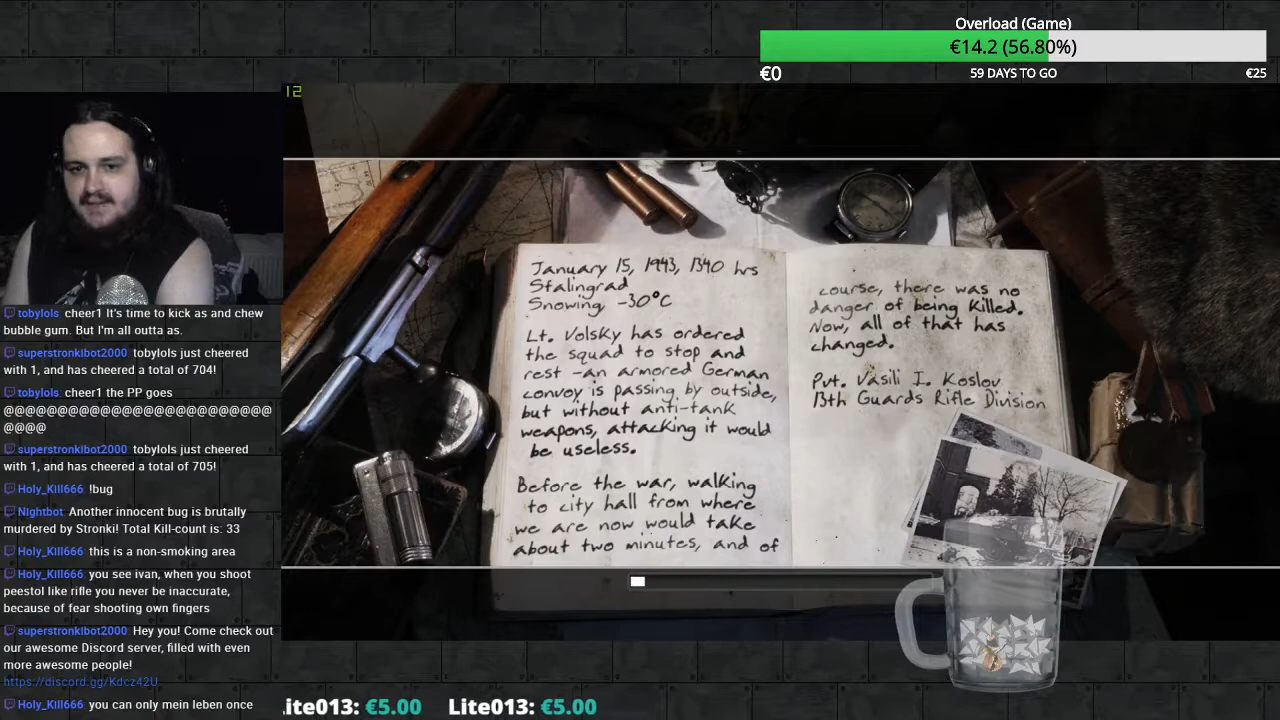 Overload (Game)
€14.2 (56.80%)
€0
59 DAYS TO GO
€25
12
January 15, 1943, 1340 hrs
Stalingrad
Snowing, -30°C
Lt. Volsky has ordered
the squad to stop and
rest -an armored German
convoy is passing by outside,
but without anti-tank
weapons, attacking it would
be useless.
Before the war, walking
to city hall from where
we are now would take
about two minutes, and of
course, there was no
danger of being killed.
Now, all of that has
changed.
Pvt. Vasili I. Koslov
13th Guards Rifle Division
tobylols cheer1 It's time to kick as and chew
bubble gum. But I'm all outta as.
superstronklbot2000 tobylols just cheered
with 1, and has cheered a total of 704!
tobylols cheer1 the PP goes
@@@@@@@@@@@@@@@@@@@@@@@@@
@@@@
superstronklbot2000 tobylols just cheered
with 1, and has cheered a total of 705!
Holy_Kill666 !bug
Nightbot: Another innocent bug is brutally
murdered by Stronki! Total Kill-count is: 33
Holy_Kill666 this is a non-smoking area
Holy_Kill666 you see ivan, when you shoot
peestol like rifle you never be inaccurate,
because of fear shooting own fingers
superstronklbot2000 Hey you! Come check out
our awesome Discord server, filled with even
more awesome people!
https://discord.gg/Kdcz42U
Holy_Kill666 you can only mein leben once
.ite013: €5.00 Lite013: €5.00